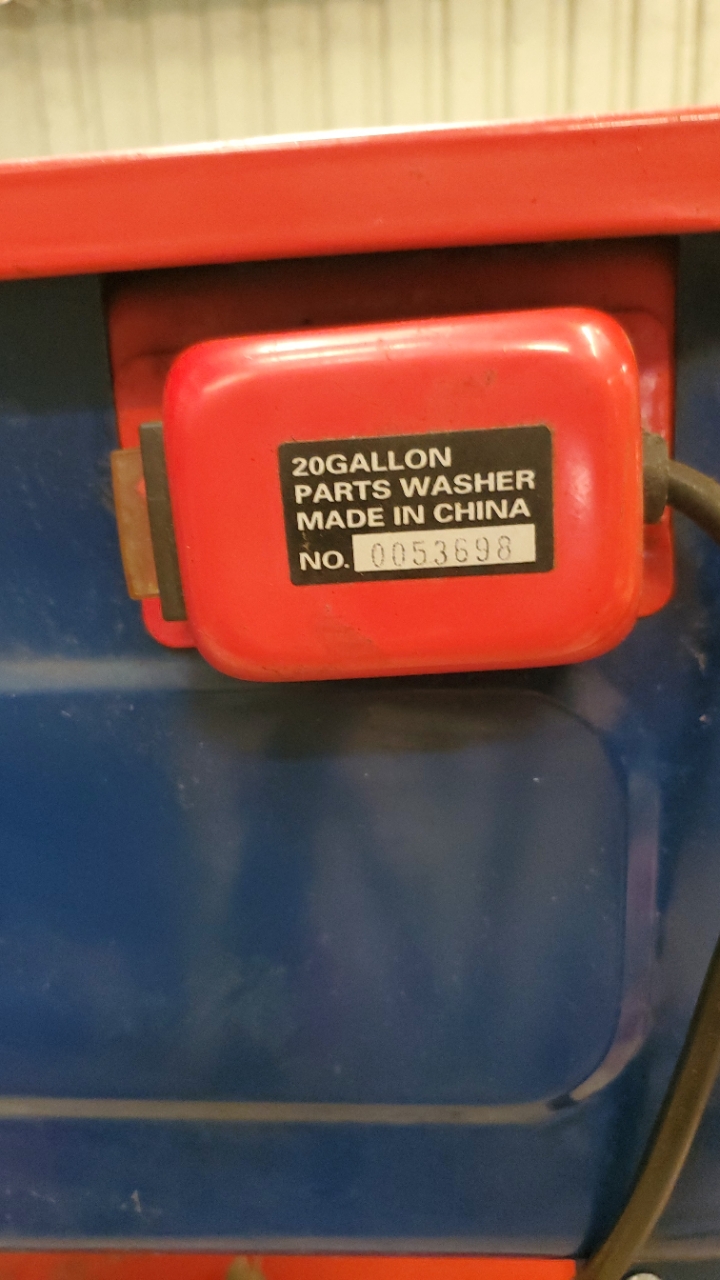 20GALLON
PARTS WASHER
MADE IN CHINA
NO. 0053698